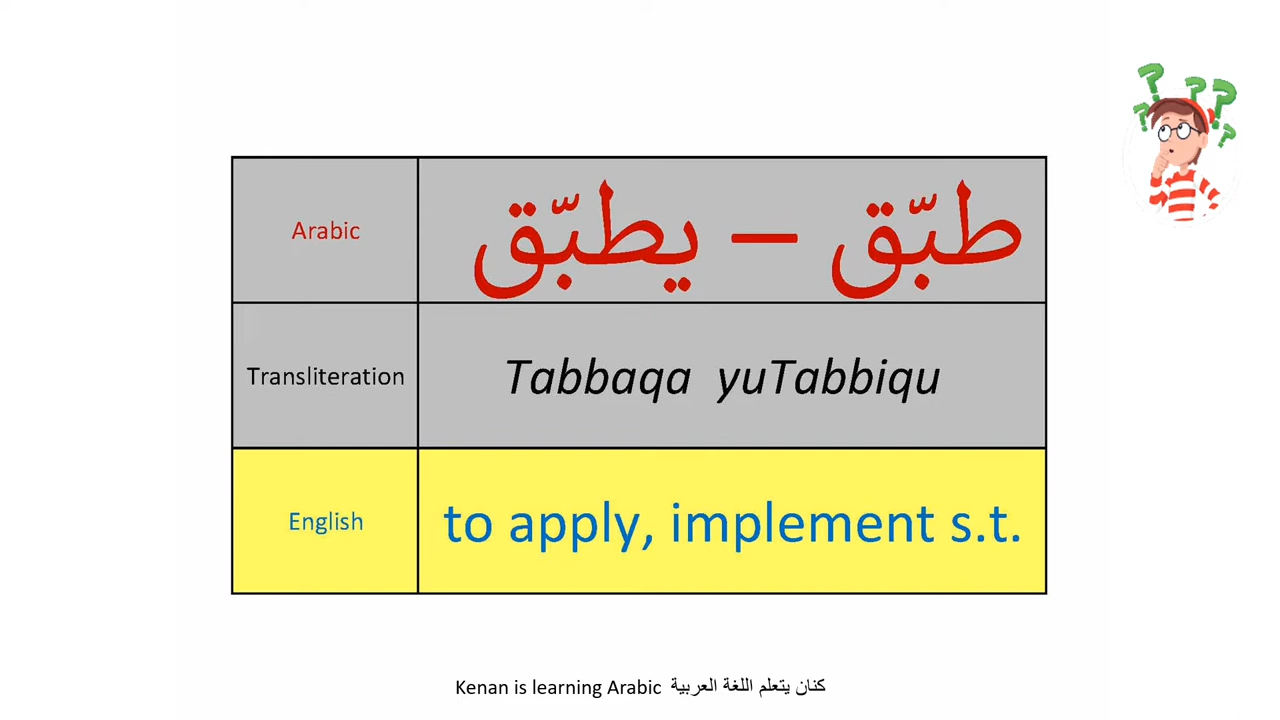 Arabic طبّق – يطبّق
Transliteration Tabbaqa yuTabbiqu
English to apply, implement s.t.
Kenan is learning Arabic كنان يتعلم اللغة العربية